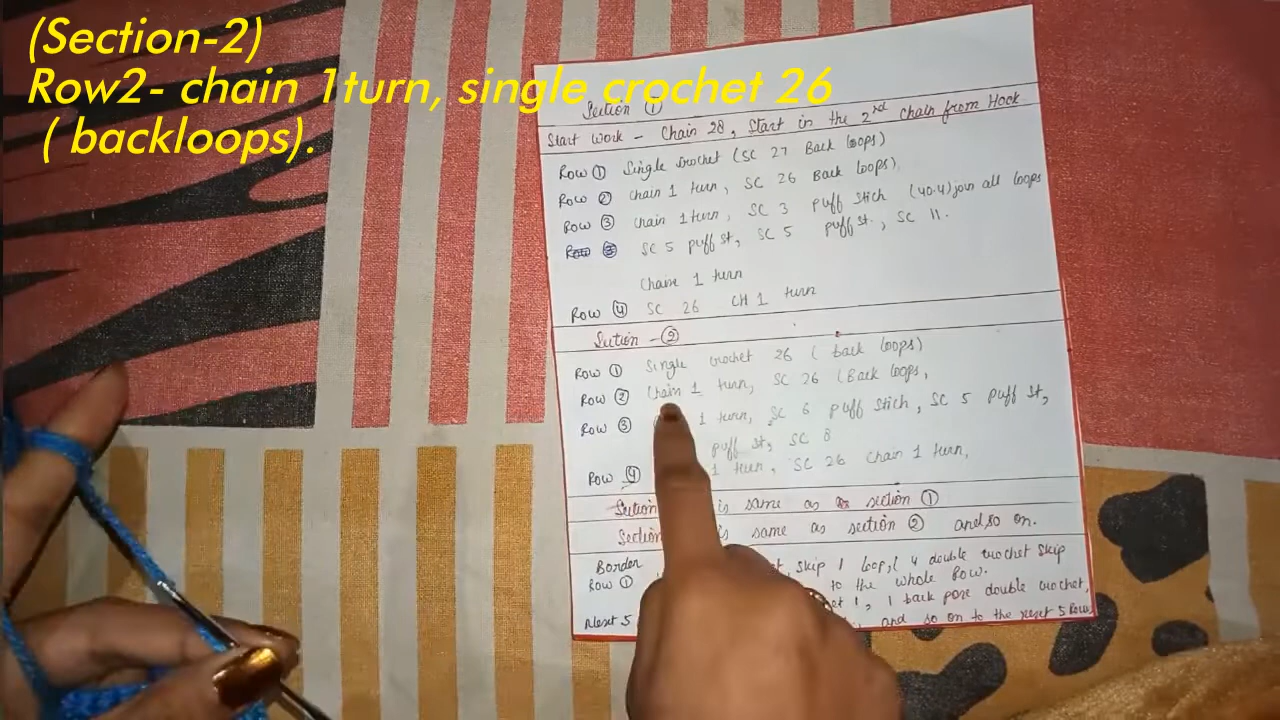 (Section-2)
Row2- chain 1turn, single crochet 26
( backloops).
Section ①
Start work - Chain 28, Start in the 2nd chain from Hook
Row ① Single crochet (SC 27 Back loops)
Row ② chain 1 turn, SC 26 Back loops),
Row ③ chain 1 turn, SC 3 puff stich (40.4) join all loops
SC 5 puff st, SC 5 puff st., SC 11.
Chaine 1 turn
Row ④ SC 26 CH 1 turn
Section - ②
Row ① Single crochet 26 ( back loops)
Row ② Chain 1 turn, SC 26 (Back loops,
Row ③ 1 turn, SC 6 puff stich, SC 5 puff st,
puff st, SC 8
Row ④ 1 turn, SC 26 chain 1 turn,
Section is same as section ①
Section is same as section ② and so on.
Border skip 1 loop, ( 4 double crochet skip
Row ① to the whole Row.
1, 1 back pose double crochet,
Reset 5 and so on to the reset 5 Row